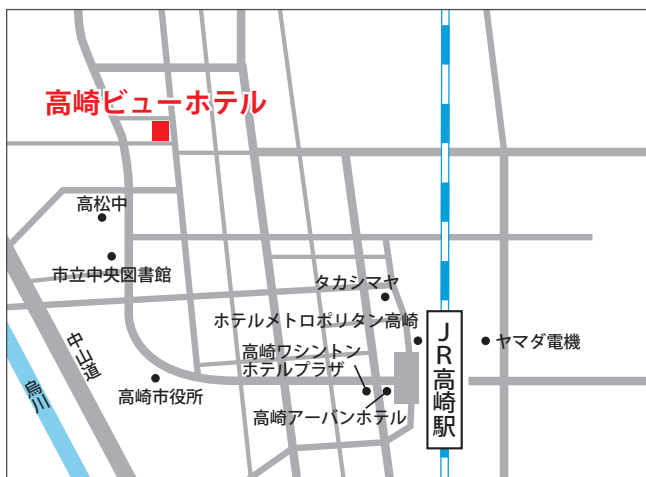 高崎ビューホテル
高松中
市立中央図書館
タカシマヤ
ホテルメトロポリタン高崎
高崎ワシントン
ホテルプラザ
高崎アーバンホテル
JR高崎駅
ヤマダ電機
高崎市役所
中山道
烏川